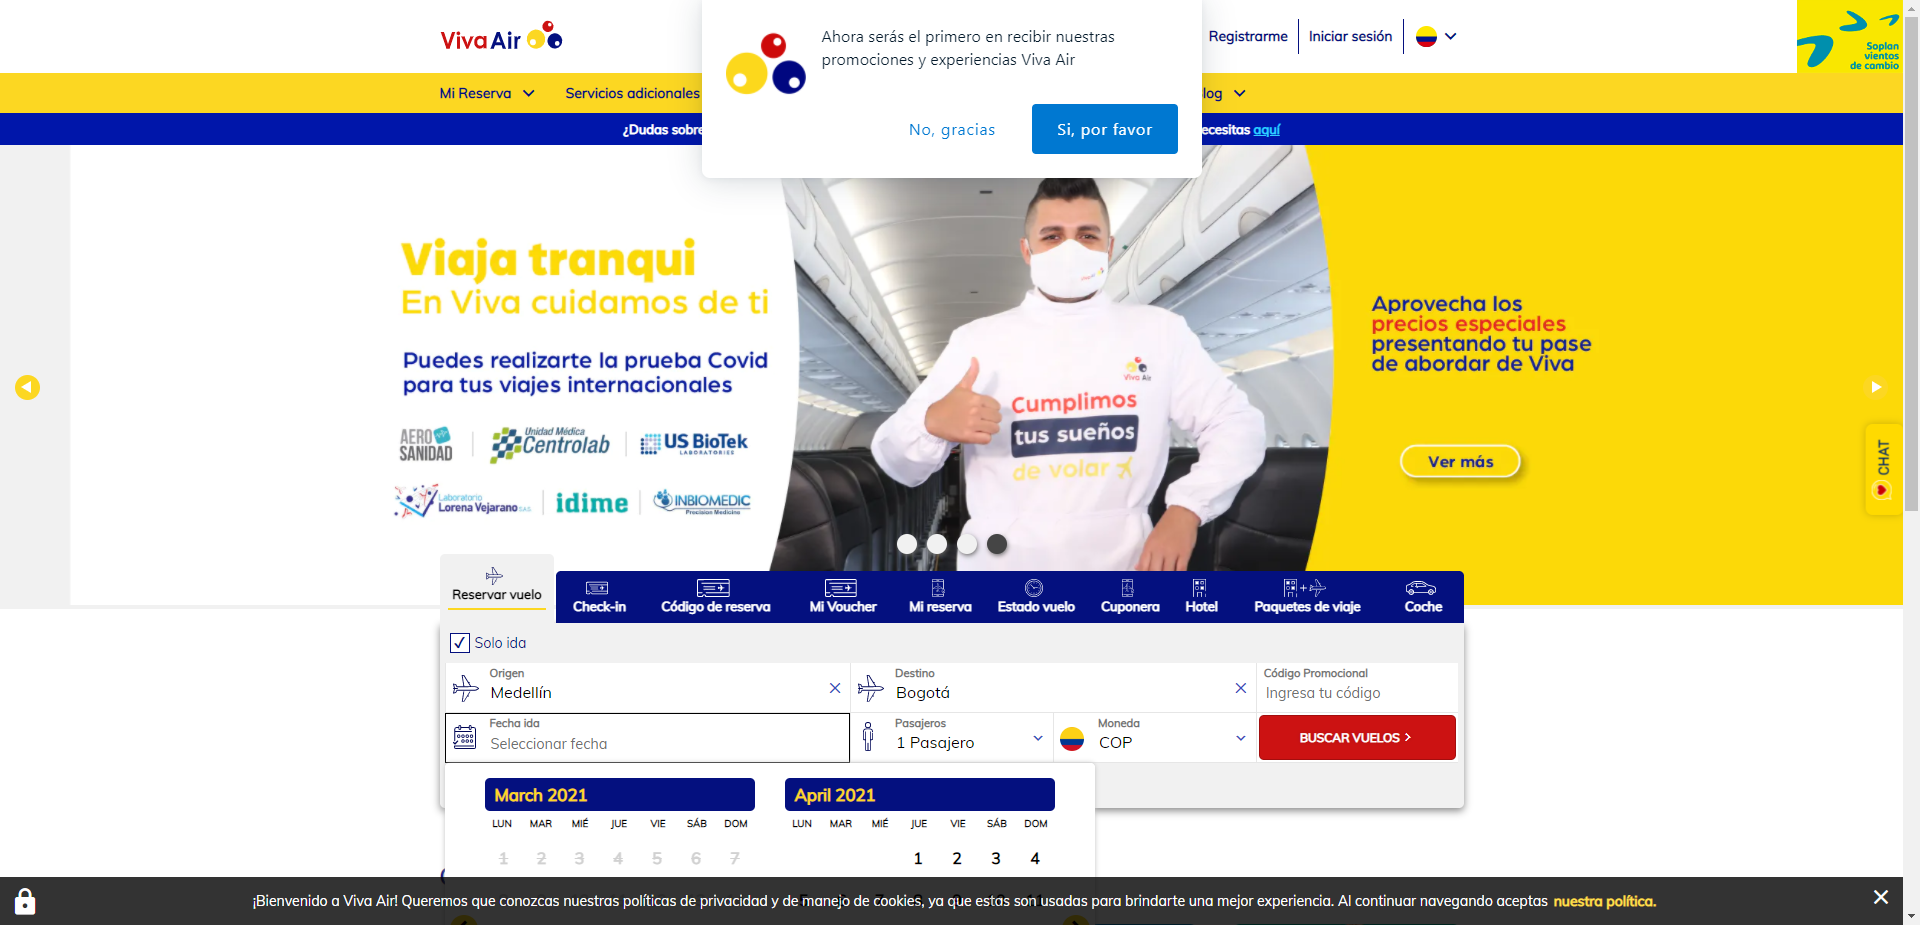 Viva Air
Ahora serás el primero en recibir nuestras
promociones y experiencias Viva Air
No, gracias
Si, por favor
Registrarme
Iniciar sesión
Soplan
vientos
de cambio
Mi Reserva
Servicios adicionales
¿Dudas sobre
aquí
Viaja tranqui
En Viva cuidamos de ti
Puedes realizarte la prueba Covid
para tus viajes internacionales
AERO
SANIDAD
Unidad Médica
Centrolab
US BioTek
LABORATORIES
Laboratorio
Lorena Vejarano S.A.S.
idime
INBIOMEDIC
Precision Medicine
Viva Air
Cumplimos
tus sueños
de volar
Aprovecha los
precios especiales
presentando tu pase
de abordar de Viva
Ver más
CHAT
Reservar vuelo
Check-in
Código de reserva
Mi Voucher
Mi reserva
Estado vuelo
Cuponera
Hotel
Paquetes de viaje
Coche
Solo ida
Origen
Medellín
Destino
Bogotá
Código Promocional
Ingresa tu código
Fecha ida
Seleccionar fecha
Pasajeros
1 Pasajero
Moneda
COP
BUSCAR VUELOS
March 2021
April 2021
LUN MAR MIÉ JUE VIE SÁB DOM
LUN MAR MIÉ JUE VIE SÁB DOM
1 2 3 4 5 6 7
1 2 3 4
¡Bienvenido a Viva Air! Queremos que conozcas nuestras políticas de privacidad y de manejo de cookies, ya que estas son usadas para brindarte una mejor experiencia. Al continuar navegando aceptas nuestra política.